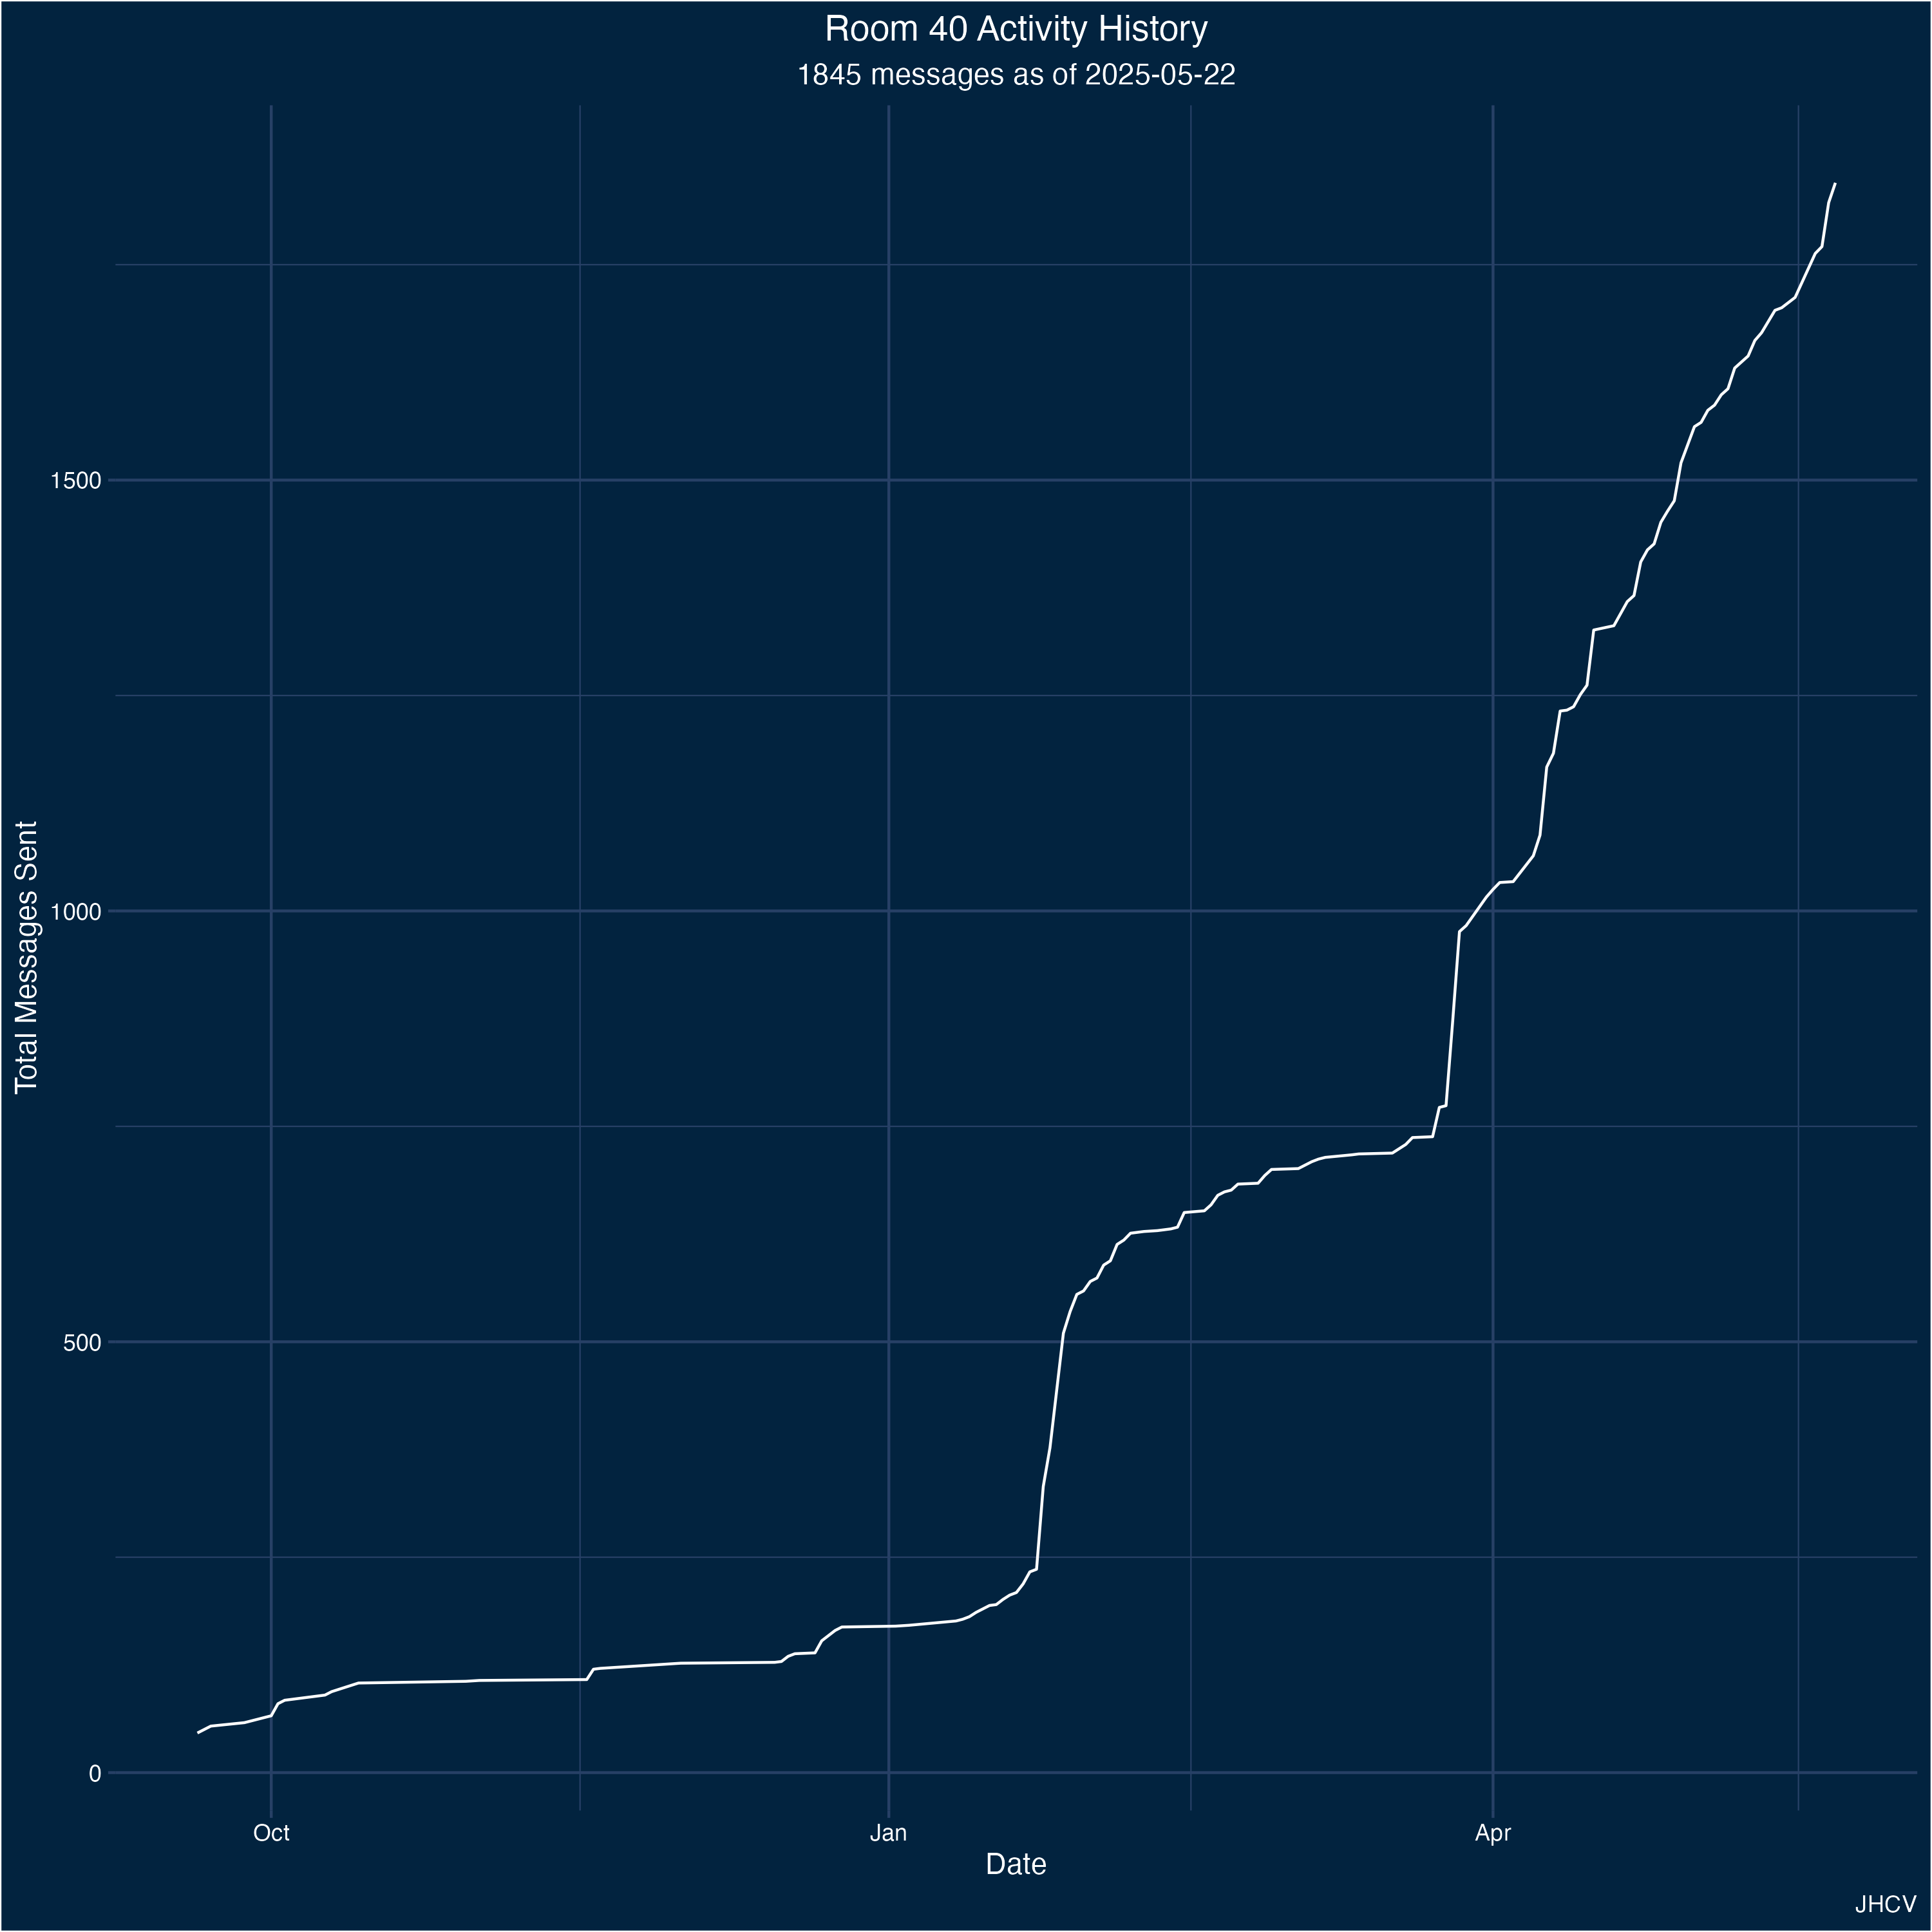 Room 40 Activity History
1845 messages as of 2025-05-22
Total Messages Sent
1500
1000
500
0
Oct
Jan
Apr
Date
JHCV